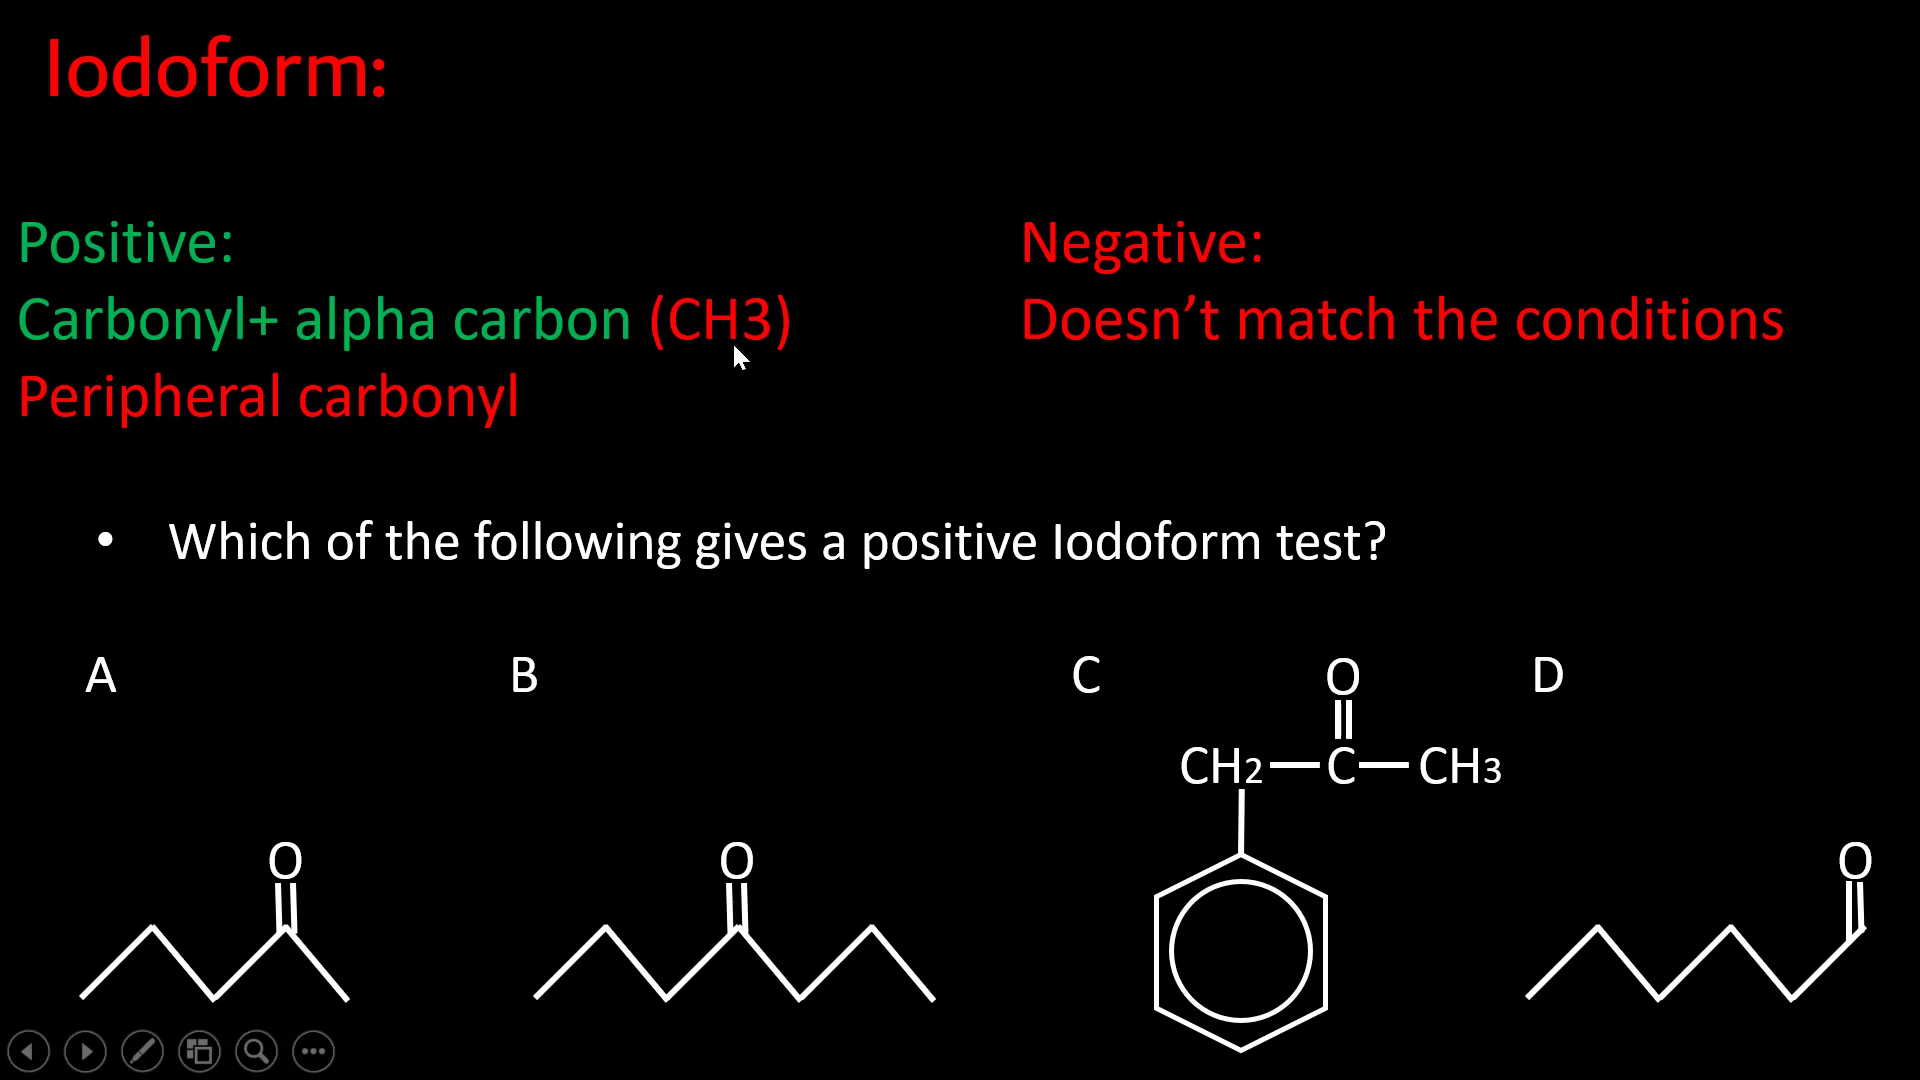 Iodoform:
Positive:
Carbonyl+ alpha carbon (CH3)
Peripheral carbonyl
Negative:
Doesn’t match the conditions
• Which of the following gives a positive Iodoform test?
A
B
C
D
O
CH2 C CH3
O
O
O